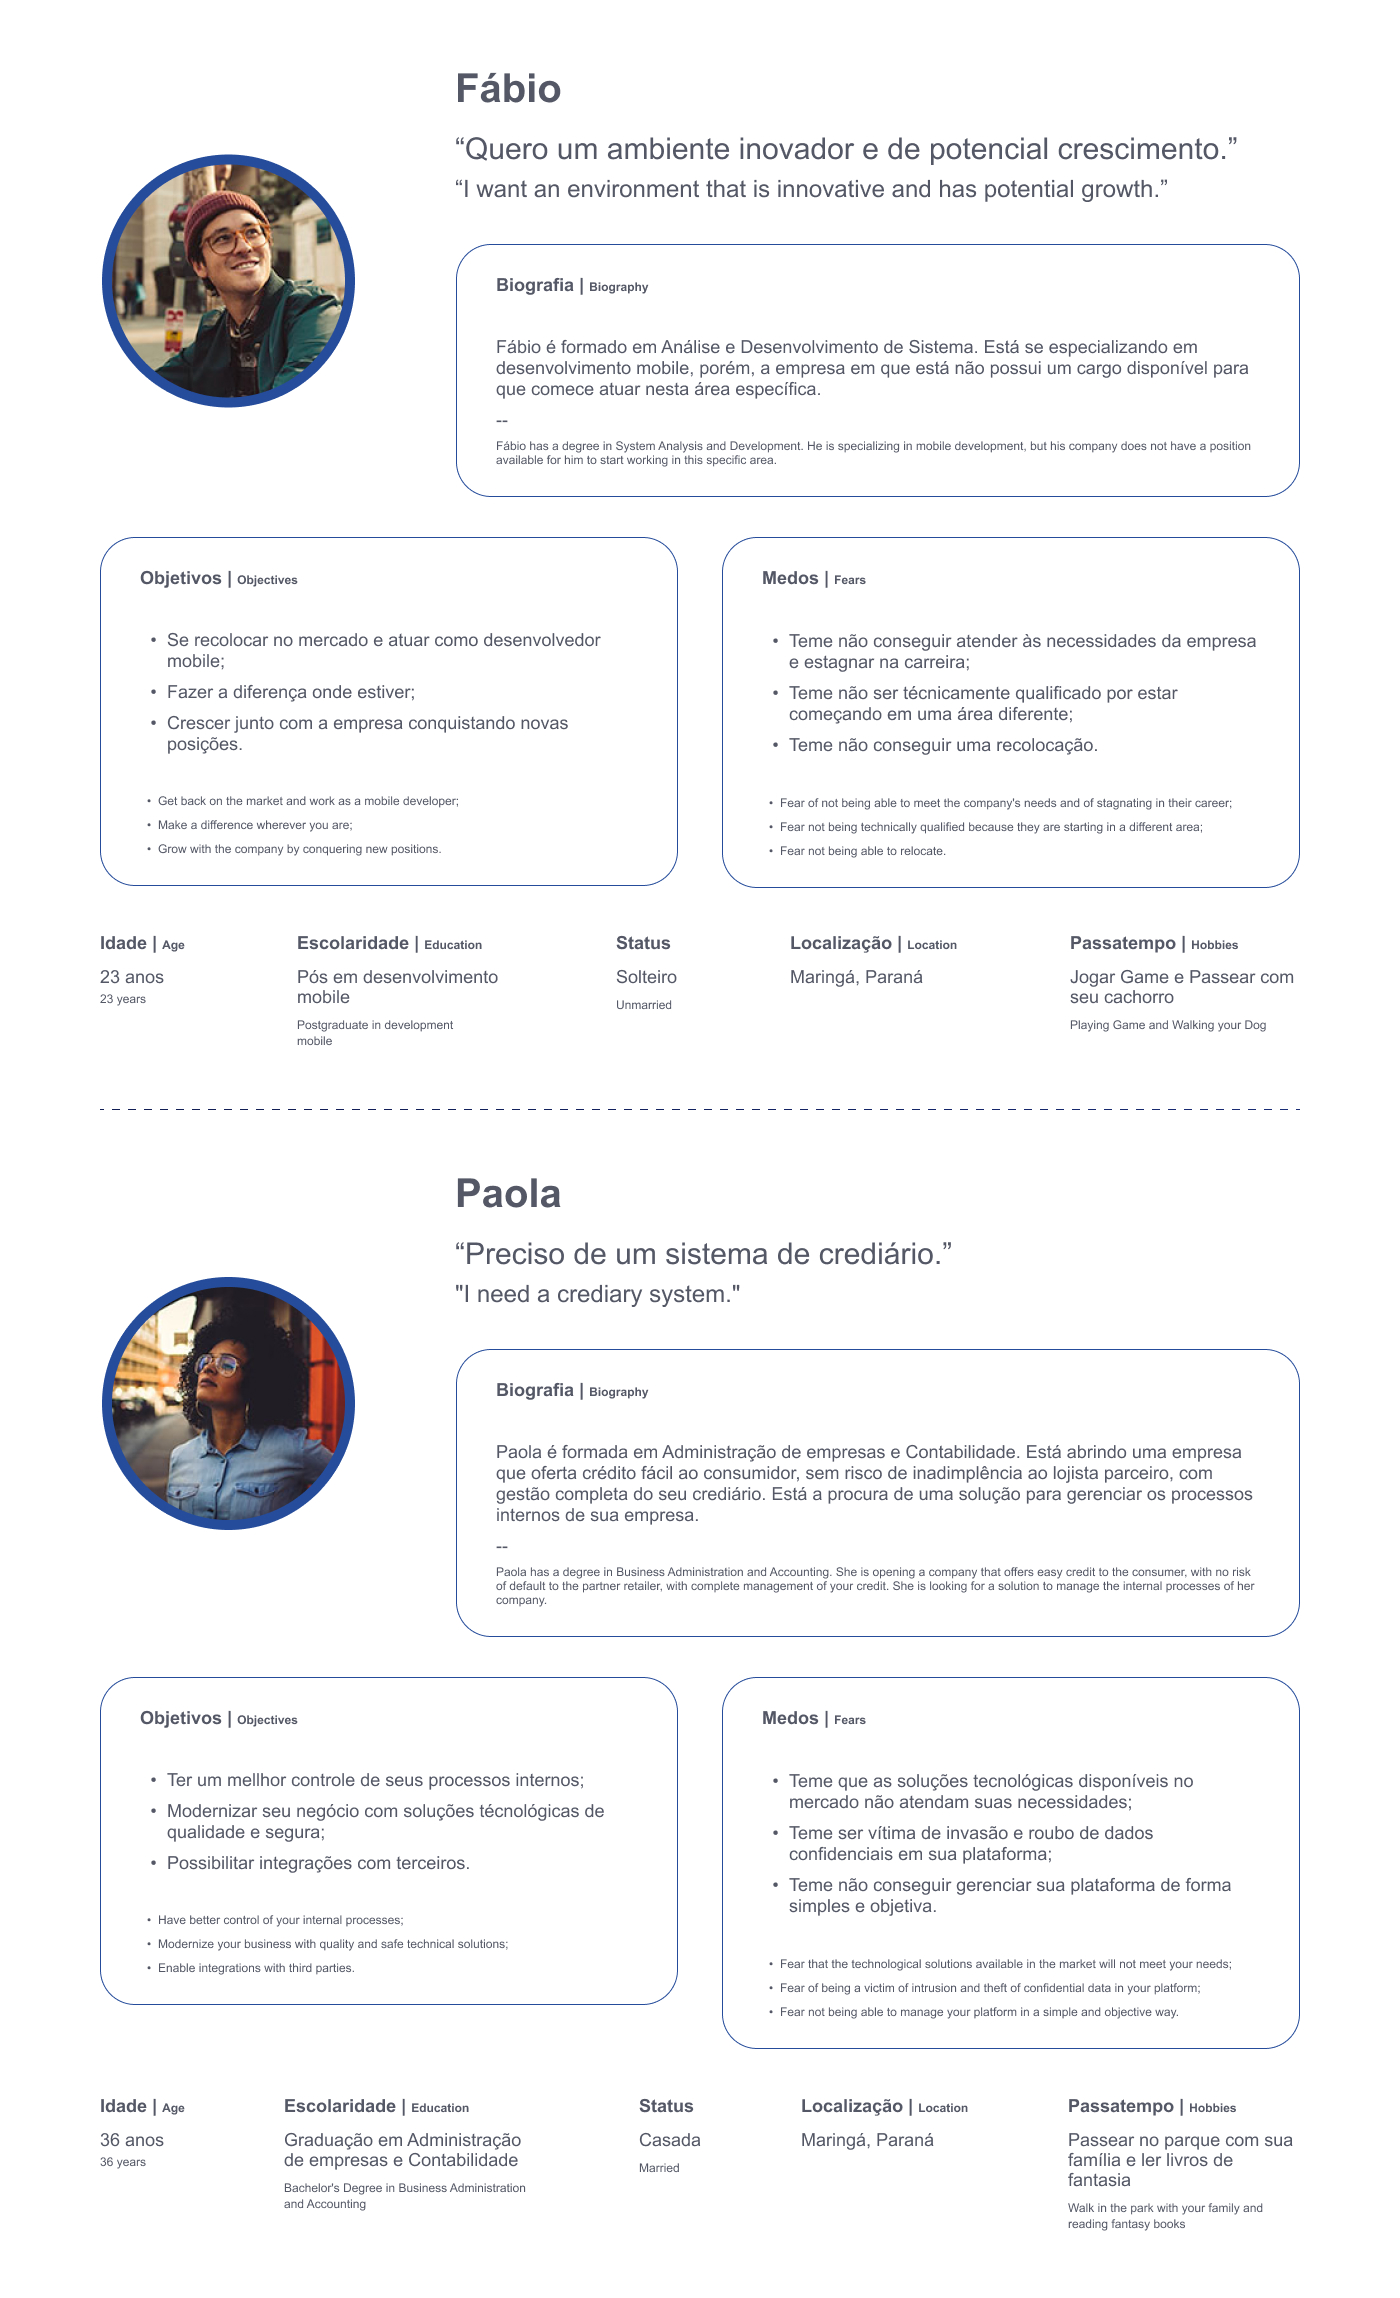 Fábio
“Quero um ambiente inovador e de potencial crescimento.”
“I want an environment that is innovative and has potential growth.”
Biografia | Biography
Fábio é formado em Análise e Desenvolvimento de Sistema. Está se especializando em
desenvolvimento mobile, porém, a empresa em que está não possui um cargo disponível para
que comece atuar nesta área específica.
--
Fábio has a degree in System Analysis and Development. He is specializing in mobile development, but his company does not have a position
available for him to start working in this specific area.
Objetivos | Objectives
• Se recolocar no mercado e atuar como desenvolvedor
mobile;
• Fazer a diferença onde estiver;
• Crescer junto com a empresa conquistando novas
posições.
• Get back on the market and work as a mobile developer;
• Make a difference wherever you are;
• Grow with the company by conquering new positions.
Medos | Fears
• Teme não conseguir atender às necessidades da empresa
e estagnar na carreira;
• Teme não ser técnicamente qualificado por estar
começando em uma área diferente;
• Teme não conseguir uma recolocação.
• Fear of not being able to meet the company's needs and of stagnating in their career;
• Fear not being technically qualified because they are starting in a different area;
• Fear not being able to relocate.
Idade | Age
23 anos
23 years
Escolaridade | Education
Pós em desenvolvimento
mobile
Postgraduate in development
mobile
Status
Solteiro
Unmarried
Localização | Location
Maringá, Paraná
Passatempo | Hobbies
Jogar Game e Passear com
seu cachorro
Playing Game and Walking your Dog
Paola
“Preciso de um sistema de crediário.”
"I need a crediary system."
Biografia | Biography
Paola é formada em Administração de empresas e Contabilidade. Está abrindo uma empresa
que oferta crédito fácil ao consumidor, sem risco de inadimplência ao lojista parceiro, com
gestão completa do seu crediário. Está a procura de uma solução para gerenciar os processos
internos de sua empresa.
--
Paola has a degree in Business Administration and Accounting. She is opening a company that offers easy credit to the consumer, with no risk
of default to the partner retailer, with complete management of your credit. She is looking for a solution to manage the internal processes of her
company.
Objetivos | Objectives
• Ter um mellhor controle de seus processos internos;
• Modernizar seu negócio com soluções técnológicas de
qualidade e segura;
• Possibilitar integrações com terceiros.
• Have better control of your internal processes;
• Modernize your business with quality and safe technical solutions;
• Enable integrations with third parties.
Medos | Fears
• Teme que as soluções tecnológicas disponíveis no
mercado não atendam suas necessidades;
• Teme ser vítima de invasão e roubo de dados
confidenciais em sua plataforma;
• Teme não conseguir gerenciar sua plataforma de forma
simples e objetiva.
• Fear that the technological solutions available in the market will not meet your needs;
• Fear of being a victim of intrusion and theft of confidential data in your platform;
• Fear not being able to manage your platform in a simple and objective way.
Idade | Age
36 anos
36 years
Escolaridade | Education
Graduação em Administração
de empresas e Contabilidade
Bachelor's Degree in Business Administration
and Accounting
Status
Casada
Married
Localização | Location
Maringá, Paraná
Passatempo | Hobbies
Passear no parque com sua
família e ler livros de
fantasia
Walk in the park with your family and
reading fantasy books